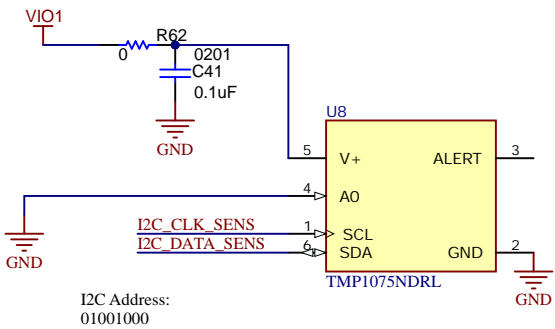 VIO1
R62
0
0201
C41
0.1uF
GND
U8
5
V+
ALERT
3
4
A0
I2C_CLK_SENS
1
SCL
I2C_DATA_SENS
6
SDA
GND
2
GND
GND
TMP1075NDRL
I2C Address:
01001000